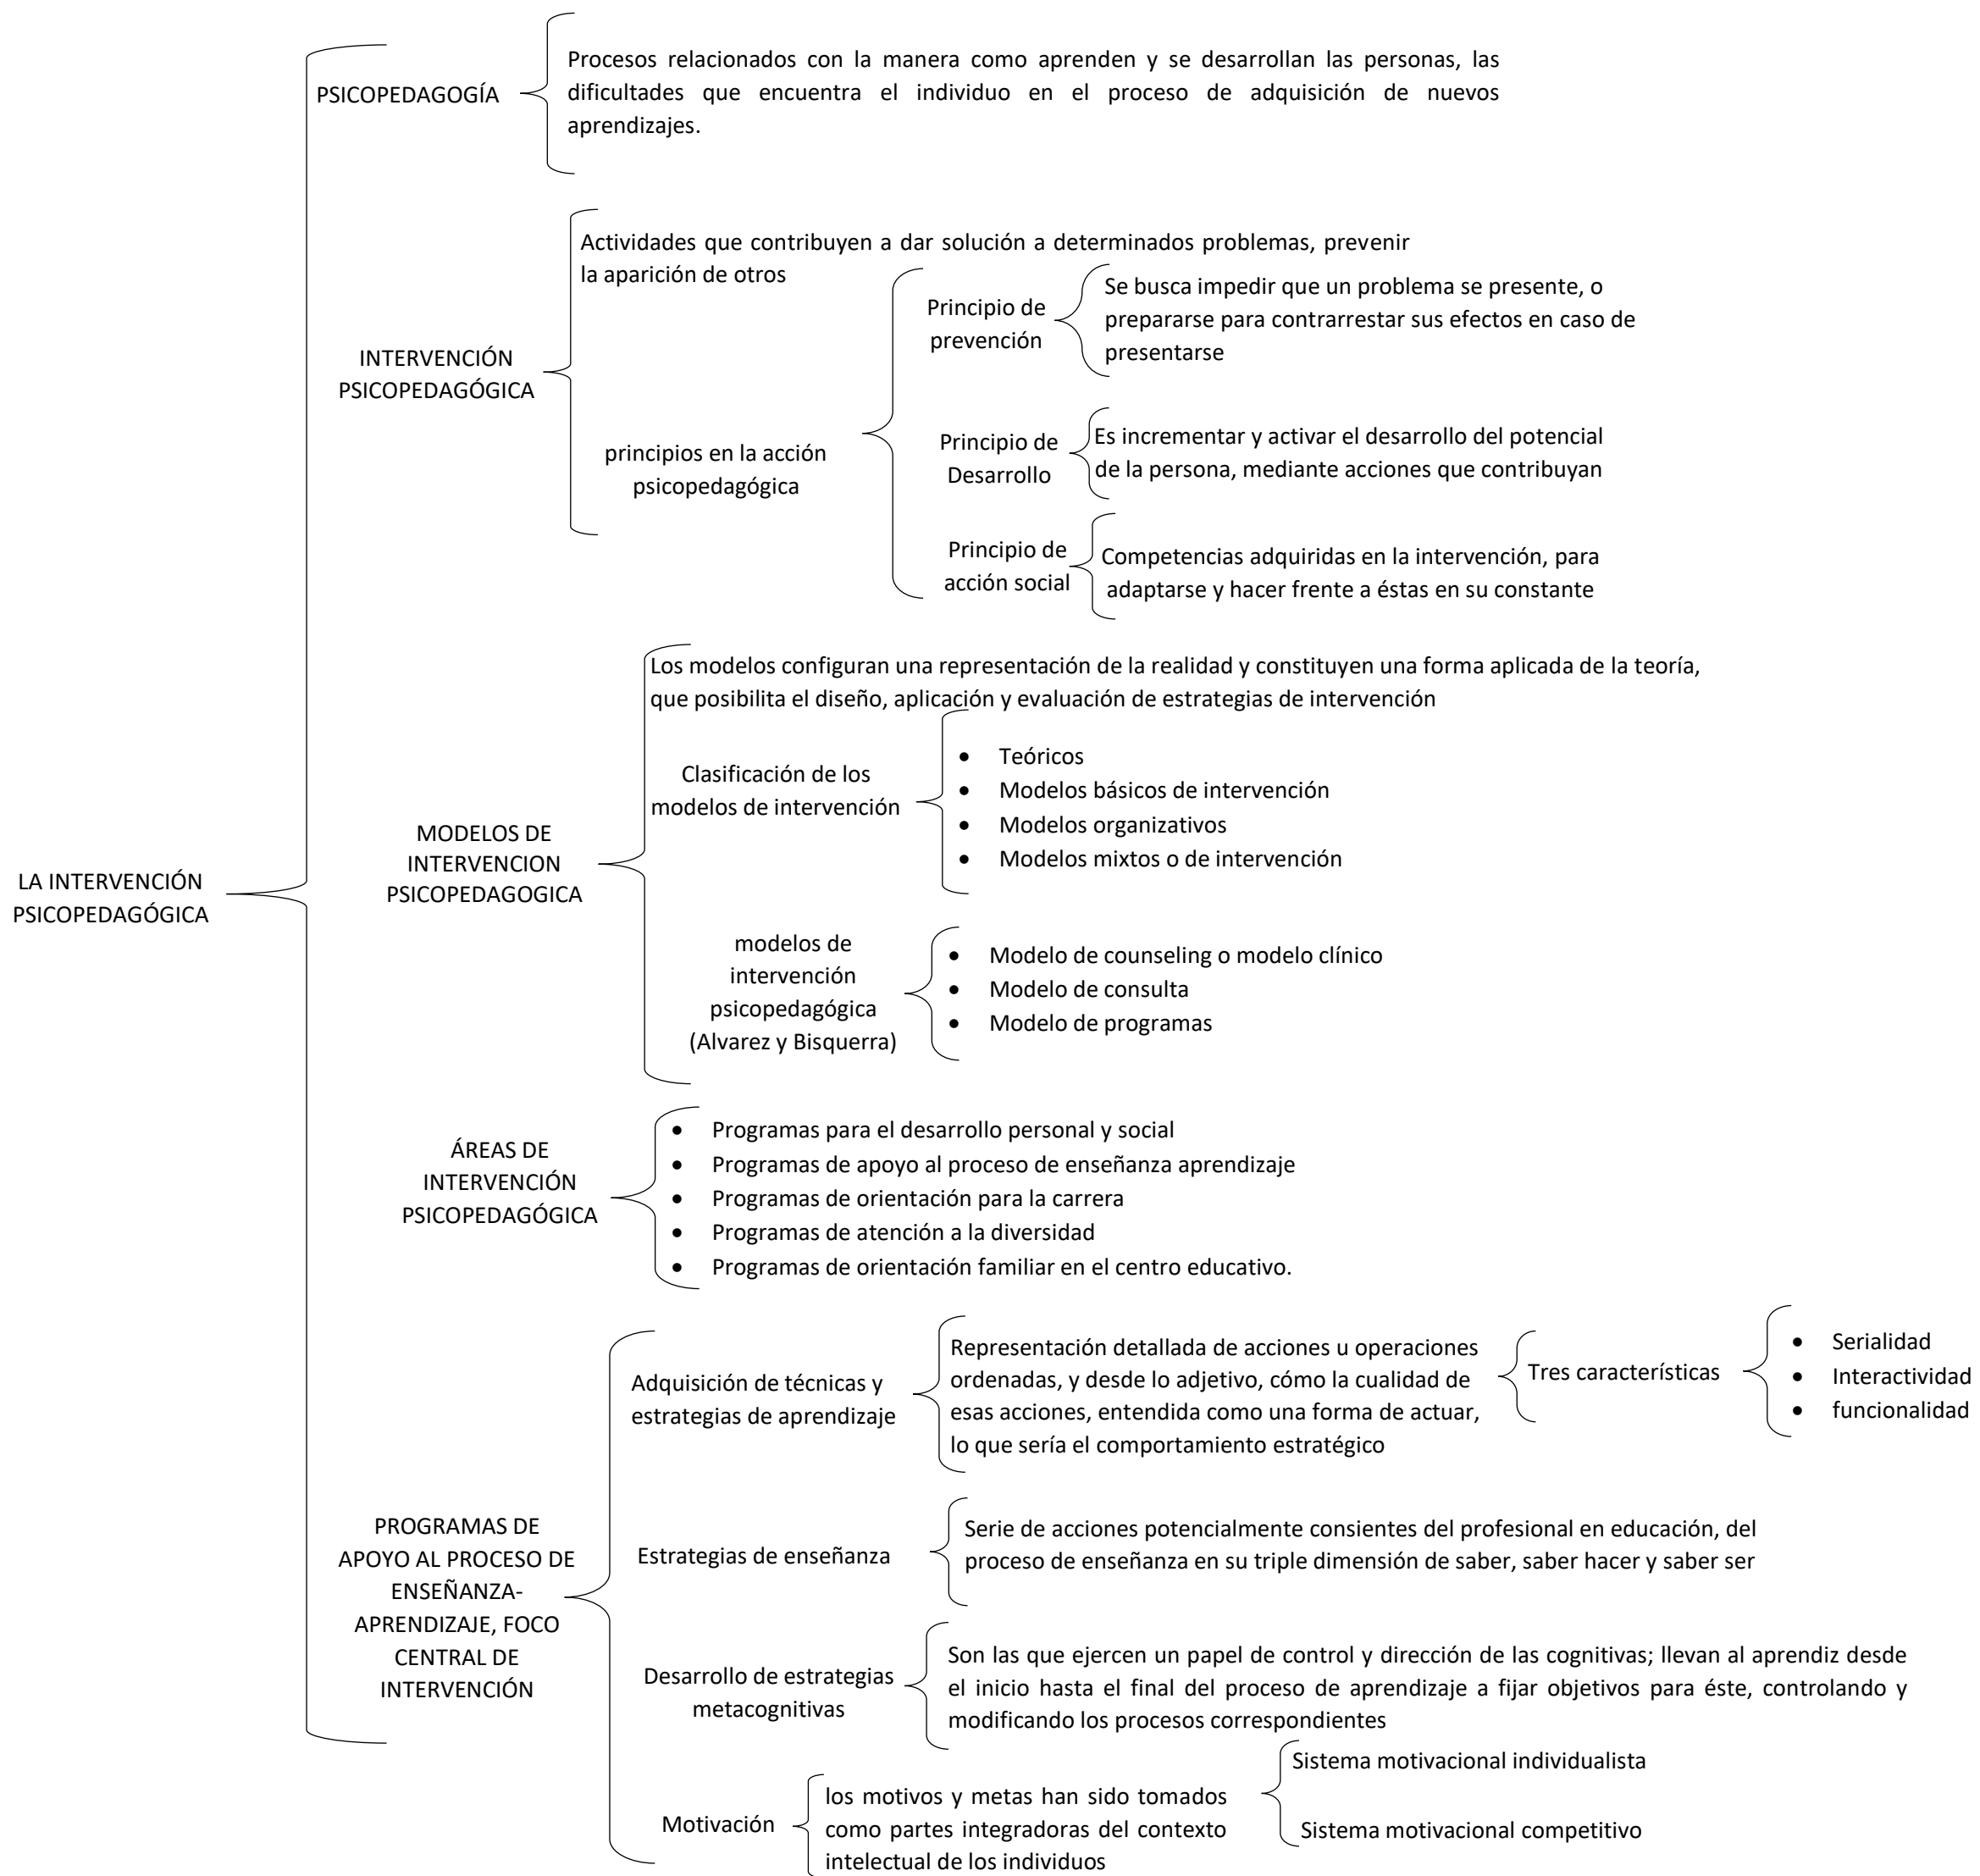 LA INTERVENCIÓN
PSICOPEDAGÓGICA
PSICOPEDAGOGÍA
Procesos relacionados con la manera como aprenden y se desarrollan las personas, las
dificultades que encuentra el individuo en el proceso de adquisición de nuevos
aprendizajes.
INTERVENCIÓN
PSICOPEDAGÓGICA
Actividades que contribuyen a dar solución a determinados problemas, prevenir
la aparición de otros
principios en la acción
psicopedagógica
Principio de
prevención
Se busca impedir que un problema se presente, o
prepararse para contrarrestar sus efectos en caso de
presentarse
Principio de
Desarrollo
Es incrementar y activar el desarrollo del potencial
de la persona, mediante acciones que contribuyan
Principio de
acción social
Competencias adquiridas en la intervención, para
adaptarse y hacer frente a éstas en su constante
MODELOS DE
INTERVENCION
PSICOPEDAGOGICA
Los modelos configuran una representación de la realidad y constituyen una forma aplicada de la teoría,
que posibilita el diseño, aplicación y evaluación de estrategias de intervención
Clasificación de los
modelos de intervención
• Teóricos
• Modelos básicos de intervención
• Modelos organizativos
• Modelos mixtos o de intervención
modelos de
intervención
psicopedagógica
(Alvarez y Bisquerra)
• Modelo de counseling o modelo clínico
• Modelo de consulta
• Modelo de programas
ÁREAS DE
INTERVENCIÓN
PSICOPEDAGÓGICA
• Programas para el desarrollo personal y social
• Programas de apoyo al proceso de enseñanza aprendizaje
• Programas de orientación para la carrera
• Programas de atención a la diversidad
• Programas de orientación familiar en el centro educativo.
PROGRAMAS DE
APOYO AL PROCESO DE
ENSEÑANZA-
APRENDIZAJE, FOCO
CENTRAL DE
INTERVENCIÓN
Adquisición de técnicas y
estrategias de aprendizaje
Representación detallada de acciones u operaciones
ordenadas, y desde lo adjetivo, cómo la cualidad de
esas acciones, entendida como una forma de actuar,
lo que sería el comportamiento estratégico
Tres características
• Serialidad
• Interactividad
• funcionalidad
Estrategias de enseñanza
Serie de acciones potencialmente consientes del profesional en educación, del
proceso de enseñanza en su triple dimensión de saber, saber hacer y saber ser
Desarrollo de estrategias
metacognitivas
Son las que ejercen un papel de control y dirección de las cognitivas; llevan al aprendiz desde
el inicio hasta el final del proceso de aprendizaje a fijar objetivos para éste, controlando y
modificando los procesos correspondientes
Motivación
los motivos y metas han sido tomados
como partes integradoras del contexto
intelectual de los individuos
Sistema motivacional individualista
Sistema motivacional competitivo